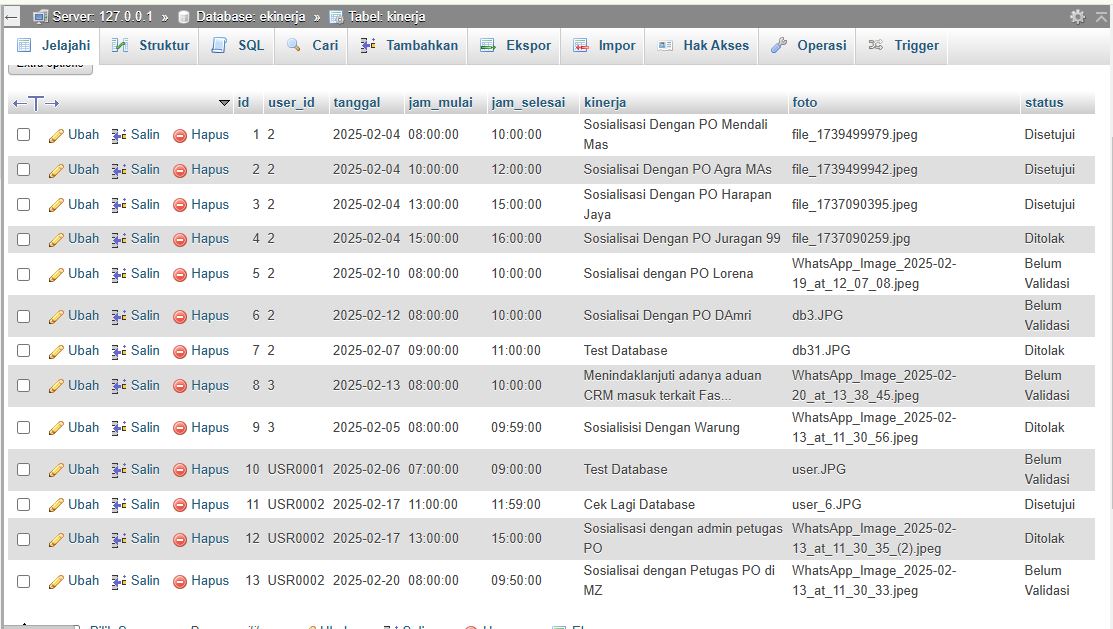 Server: 127.0.0.1 » Database: ekinerja » Tabel: kinerja
Jelajahi Struktur SQL Cari Tambahkan Ekspor Impor Hak Akses Operasi Trigger
Extra options
←T→ id user_id tanggal jam_mulai jam_selesai kinerja foto status
Ubah Salin Hapus 1 2 2025-02-04 08:00:00 10:00:00 Sosialisasi Dengan PO Mendali file_1739499979.jpeg Disetujui
Mas
Ubah Salin Hapus 2 2 2025-02-04 10:00:00 12:00:00 Sosialisai Dengan PO Agra MAs file_1739499942.jpeg Disetujui
Ubah Salin Hapus 3 2 2025-02-04 13:00:00 15:00:00 Sosialisasi Dengan PO Harapan file_1737090395.jpeg Disetujui
Jaya
Ubah Salin Hapus 4 2 2025-02-04 15:00:00 16:00:00 Sosialisai Dengan PO Juragan 99 file_1737090259.jpg Ditolak
Ubah Salin Hapus 5 2 2025-02-10 08:00:00 10:00:00 Sosialisai dengan PO Lorena WhatsApp_Image_2025-02- Belum
19_at_12_07_08.jpeg Validasi
Ubah Salin Hapus 6 2 2025-02-12 08:00:00 10:00:00 Sosialisasi Dengan PO DAmri db3.JPG Belum
Validasi
Ubah Salin Hapus 7 2 2025-02-07 09:00:00 11:00:00 Test Database db31.JPG Ditolak
Ubah Salin Hapus 8 3 2025-02-13 08:00:00 10:00:00 Menindaklanjuti adanya aduan WhatsApp_Image_2025-02- Belum
CRM masuk terkait Fas... 20_at_13_38_45.jpeg Validasi
Ubah Salin Hapus 9 3 2025-02-05 08:00:00 09:59:00 Sosialisisi Dengan Warung WhatsApp_Image_2025-02- Ditolak
13_at_11_30_56.jpeg
Ubah Salin Hapus 10 USR0001 2025-02-06 07:00:00 09:00:00 Test Database user.JPG Belum
Validasi
Ubah Salin Hapus 11 USR0002 2025-02-17 11:00:00 11:59:00 Cek Lagi Database user_6.JPG Disetujui
Ubah Salin Hapus 12 USR0002 2025-02-17 13:00:00 15:00:00 Sosialisasi dengan admin petugas WhatsApp_Image_2025-02- Ditolak
PO 13_at_11_30_35_(2).jpeg
Ubah Salin Hapus 13 USR0002 2025-02-20 08:00:00 09:50:00 Sosialisai dengan Petugas PO di WhatsApp_Image_2025-02- Belum
MZ 13_at_11_30_33.jpeg Validasi